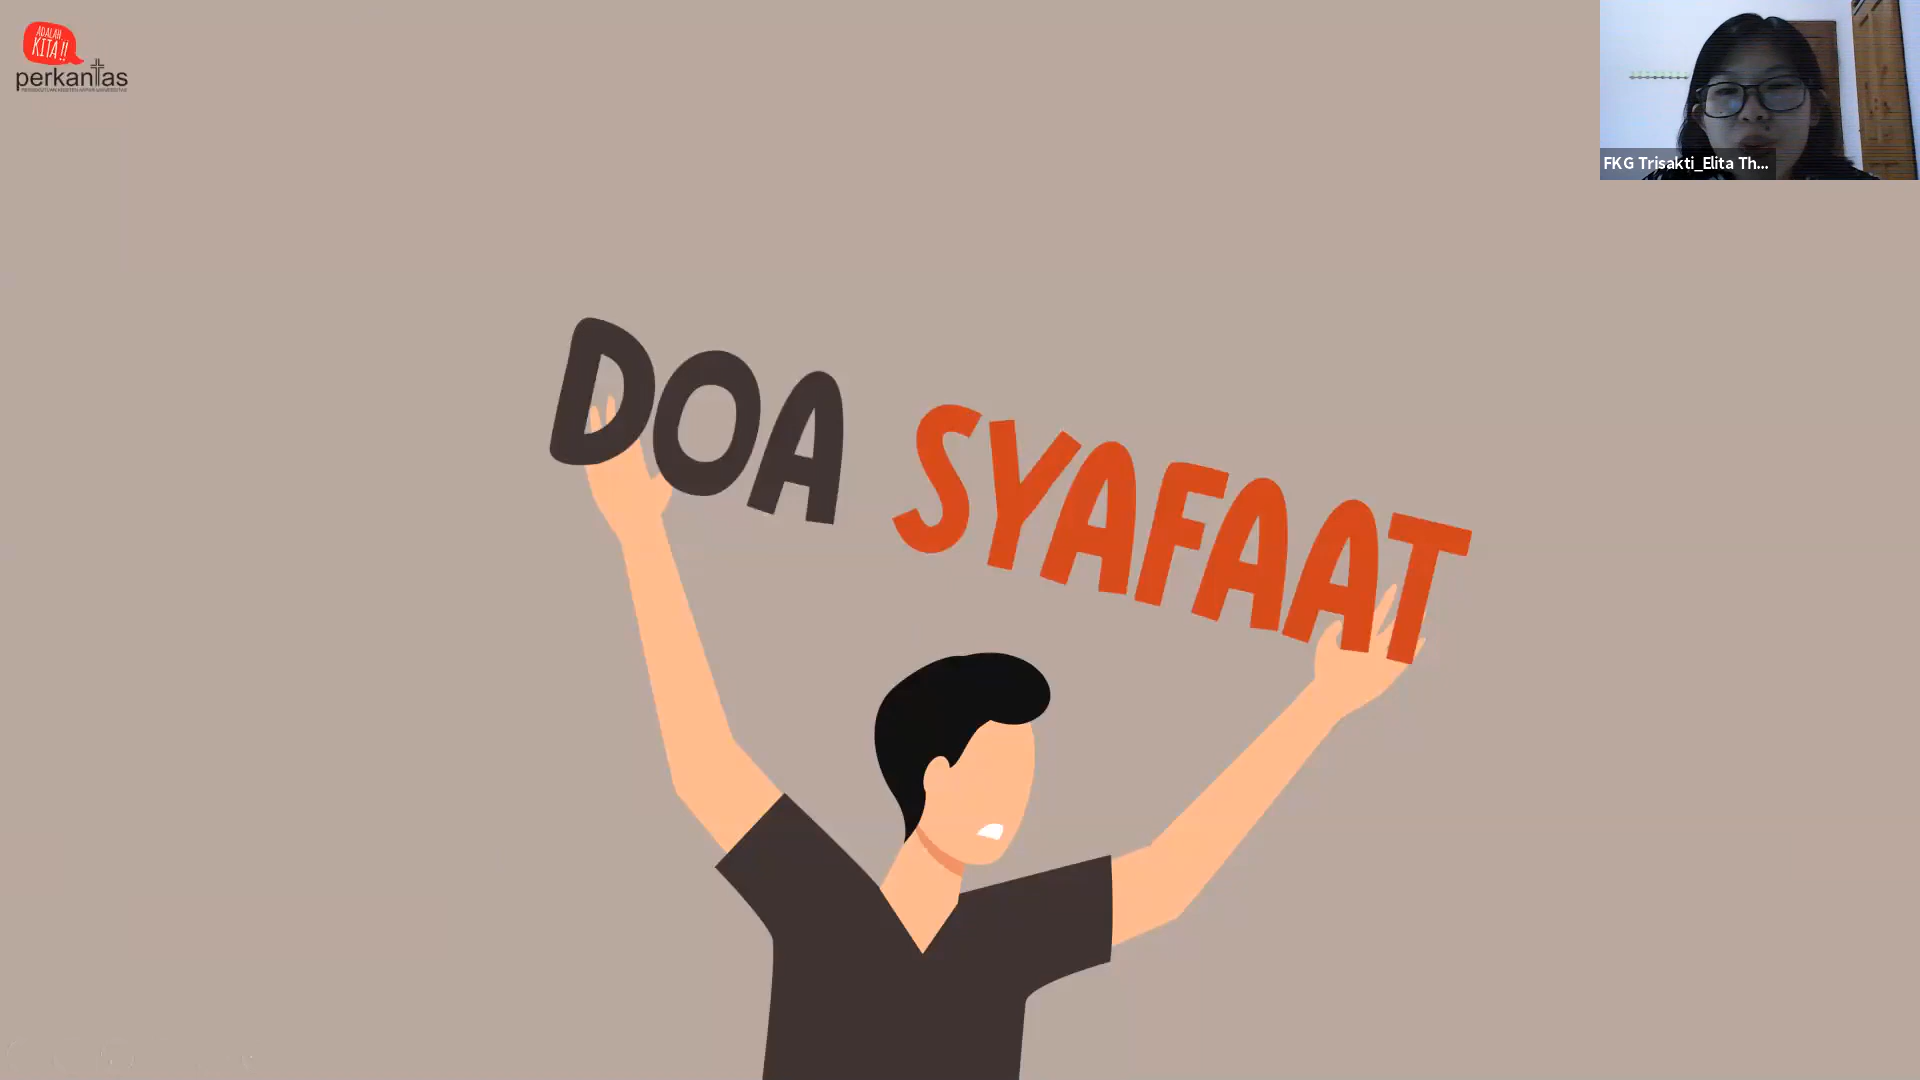 ADALAH
KITA!!
perkantas
FKG Trisakti_Elita Th...
DOA SYAFAAT